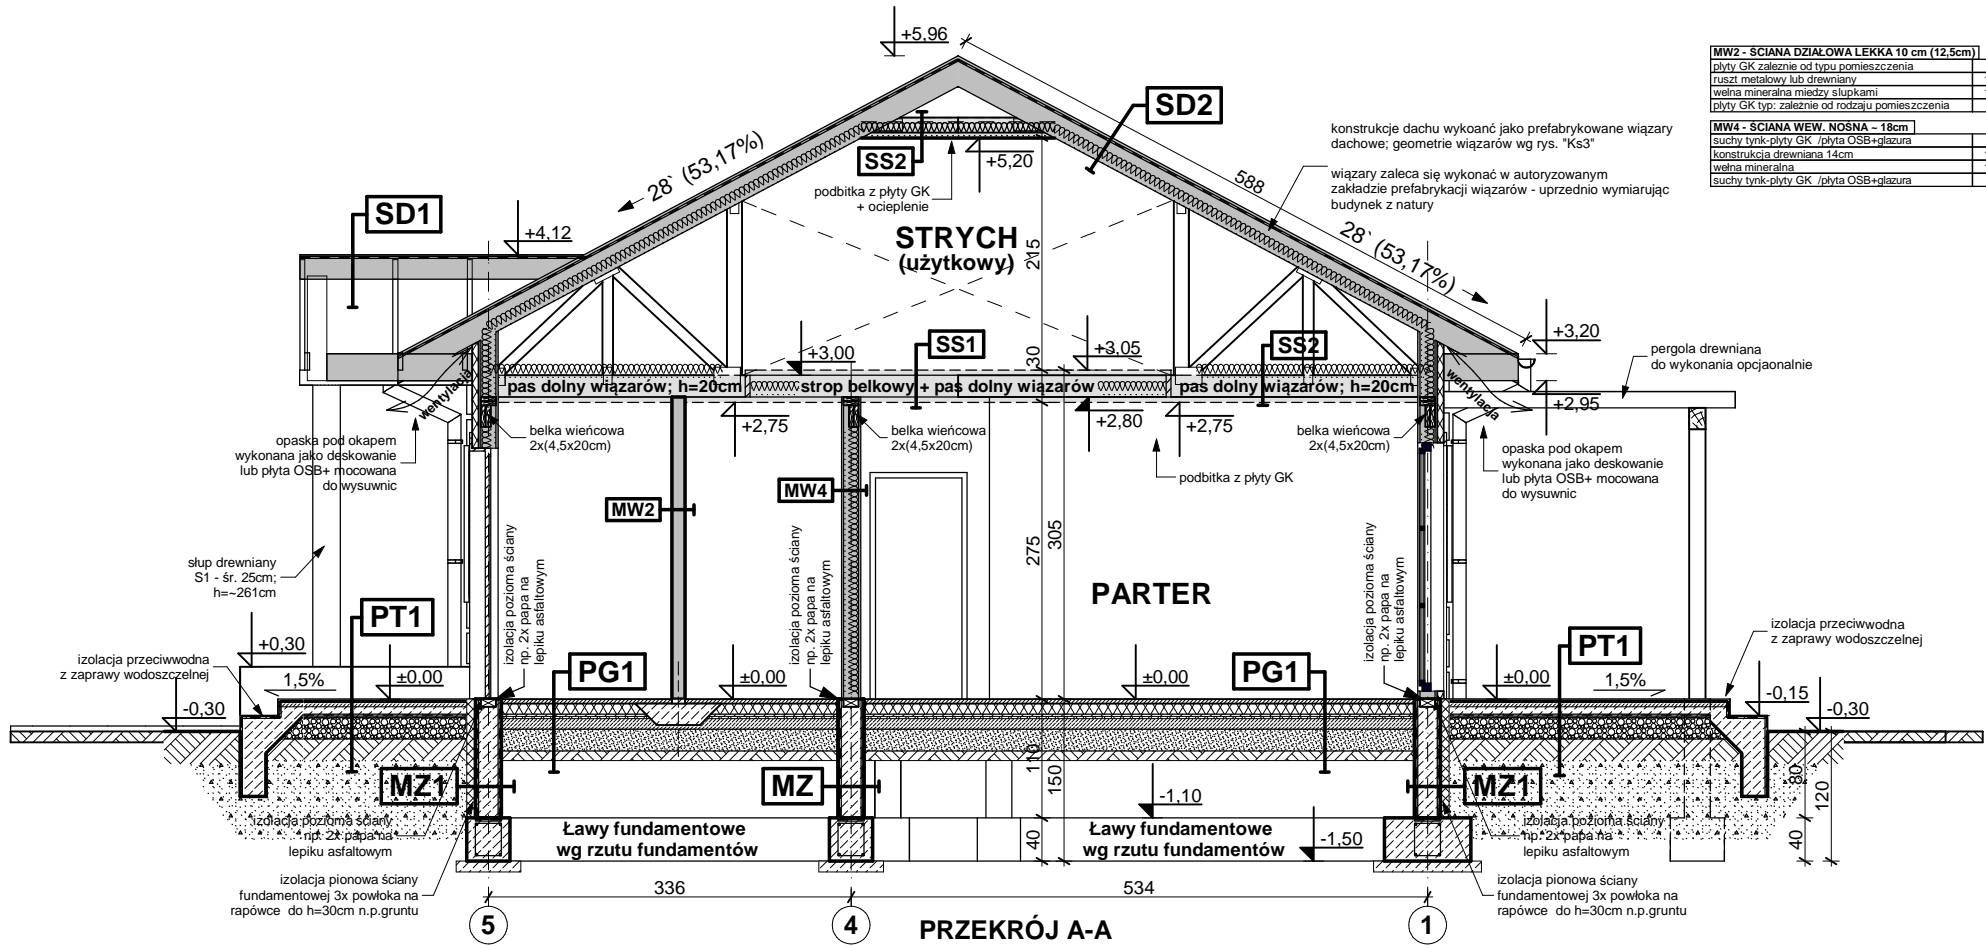 +5,96
MW2 - ŚCIANA DZIAŁOWA LEKKA 10 cm (12,5cm)
płyty GK zaleznie od typu pomieszczenia
ruszt metalowy lub drewniany
wełna mineralna miedzy słupkami
płyty GK typ: zależnie od rodzaju pomieszczenia
MW4 - ŚCIANA WEW. NOŚNA ~ 18cm
suchy tynk-płyty GK /płyta OSB+glazura
konstrukcja drewniana 14cm
wełna mineralna
suchy tynk-płyty GK /płyta OSB+glazura
SD2
SS2
+5,20
28` (53,17%)
588
konstrukcje dachu wykoanć jako prefabrykowane wiązary
dachowe; geometrie wiązarów wg rys. "Ks3"
wiązary zaleca się wykonać w autoryzowanym
zakładzie prefabrykacji wiązarów - uprzednio wymiarując
budynek z natury
podbitka z płyty GK
+ ocieplenie
SD1
+4,12
STRYCH
(użytkowy)
215
28` (53,17%)
+3,20
+3,00
SS1
30
+3,05
SS2
pergola drewniana
do wykonania opcjaonalnie
pas dolny wiązarów; h=20cm
strop belkowy + pas dolny wiązarów
pas dolny wiązarów; h=20cm
wentylacja
wentylacja
+2,75
+2,80
+2,75
+2,95
belka wieńcowa
2x(4,5x20cm)
belka wieńcowa
2x(4,5x20cm)
belka wieńcowa
2x(4,5x20cm)
opaska pod okapem
wykonana jako deskowanie
lub płyta OSB+ mocowana
do wysuwnic
podbitka z płyty GK
opaska pod okapem
wykonana jako deskowanie
lub płyta OSB+ mocowana
do wysuwnic
MW2
MW4
izolacja pozioma ściany
np. 2x papa na
lepiku asfaltowym
izolacja pozioma ściany
np. 2x papa na
lepiku asfaltowym
275
305
izolacja pozioma ściany
np. 2x papa na
lepiku asfaltowym
słup drewniany
S1 - śr. 25cm;
h=~261cm
PARTER
PT1
PT1
+0,30
izolacja przeciwwodna
z zaprawy wodoszczelnej
izolacja przeciwwodna
z zaprawy wodoszczelnej
PG1
PG1
1,5%
±0,00
±0,00
±0,00
±0,00
1,5%
-0,30
-0,15
-0,30
MZ1
MZ
MZ1
110
150
80
120
-1,10
izolacja pozioma ściany
np. 2x papa na
lepiku asfaltowym
Ławy fundamentowe
wg rzutu fundamentów
40
Ławy fundamentowe
wg rzutu fundamentów
-1,50
izolacja pozioma ściany
np. 2x papa na
lepiku asfaltowym
40
izolacja pionowa ściany
fundamentowej 3x powłoka na
rapówce do h=30cm n.p.gruntu
336
534
izolacja pionowa ściany
fundamentowej 3x powłoka na
rapówce do h=30cm n.p.gruntu
5
4
1
PRZEKRÓJ A-A